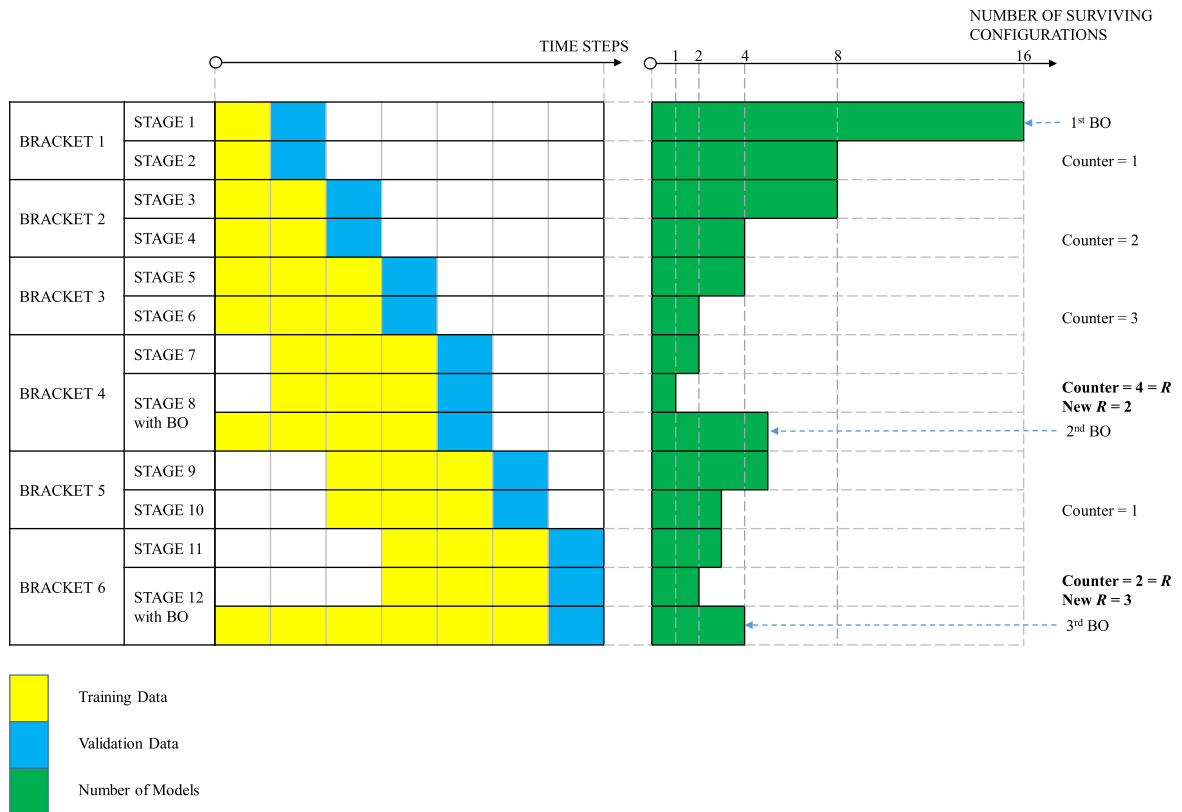 NUMBER OF SURVIVING
CONFIGURATIONS
TIME STEPS
1 2 4 8 16
BRACKET 1
STAGE 1
1st BO
STAGE 2
Counter = 1
BRACKET 2
STAGE 3
STAGE 4
Counter = 2
BRACKET 3
STAGE 5
STAGE 6
Counter = 3
BRACKET 4
STAGE 7
STAGE 8
with BO
Counter = 4 = R
New R = 2
2nd BO
BRACKET 5
STAGE 9
STAGE 10
Counter = 1
BRACKET 6
STAGE 11
STAGE 12
with BO
Counter = 2 = R
New R = 3
3rd BO
Training Data
Validation Data
Number of Models